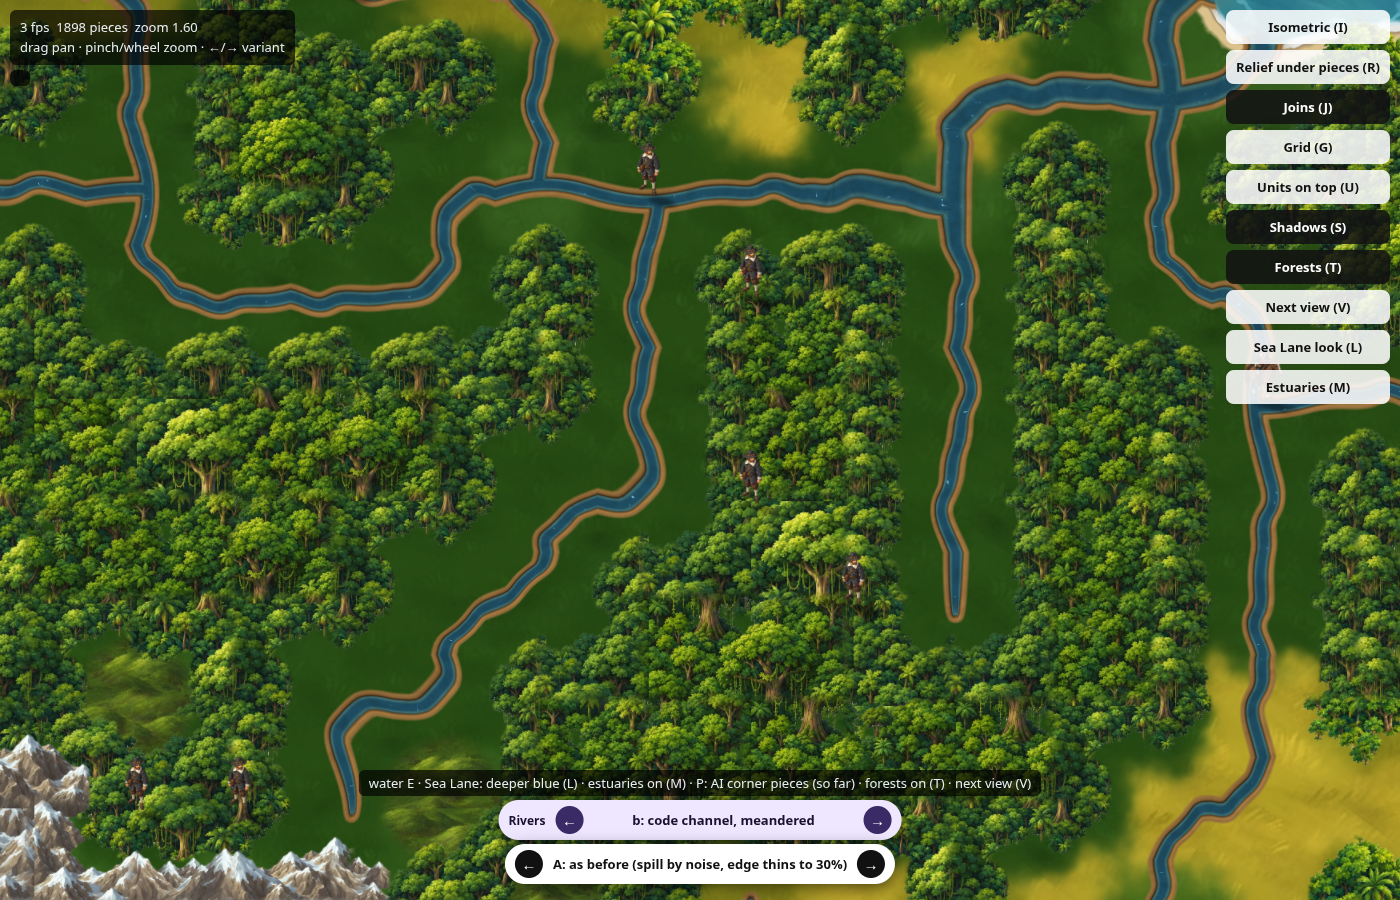 3 fps 1898 pieces zoom 1.60
drag pan · pinch/wheel zoom · ←/→ variant
Isometric (I)
Relief under pieces (R)
Joins (J)
Grid (G)
Units on top (U)
Shadows (S)
Forests (T)
Next view (V)
Sea Lane look (L)
Estuaries (M)
water E · Sea Lane: deeper blue (L) · estuaries on (M) · P: AI corner pieces (so far) · forests on (T) · next view (V)
Rivers ← b: code channel, meandered →
← A: as before (spill by noise, edge thins to 30%) →